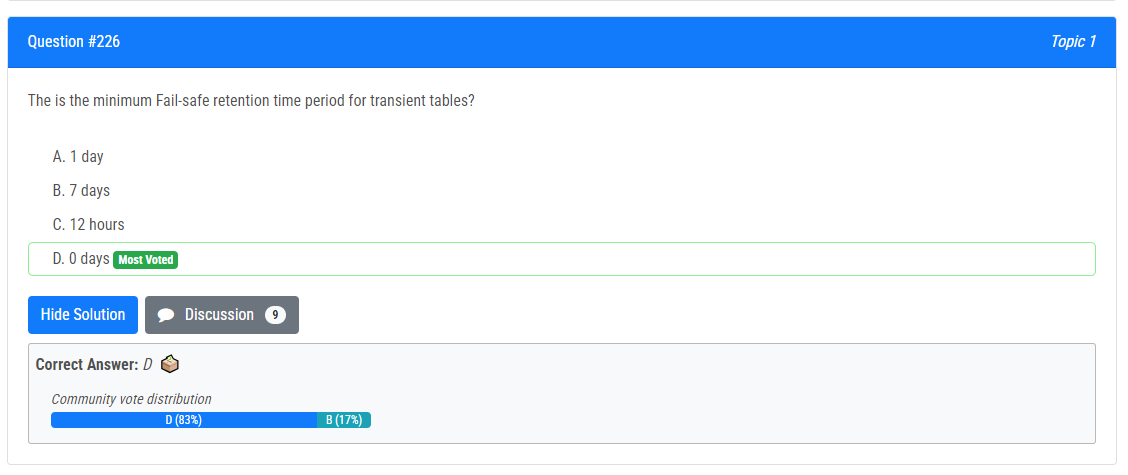 Question #226 Topic 1
The is the minimum Fail-safe retention time period for transient tables?
A. 1 day
B. 7 days
C. 12 hours
D. 0 days Most Voted
Hide Solution Discussion 9
Correct Answer: D
Community vote distribution
D (83%) B (17%)